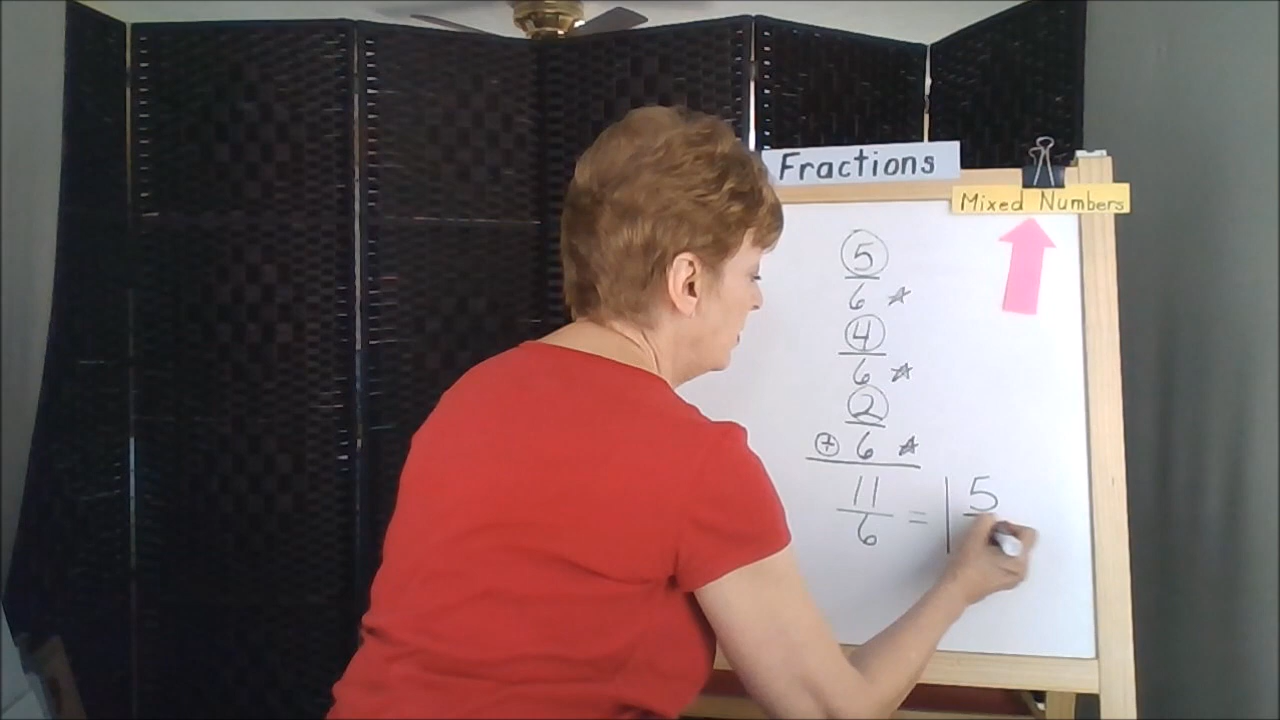 Fractions
Mixed Numbers
5
6 ☆
4
6 ☆
2
+ 6 ☆
11 5
— = 1 —
6